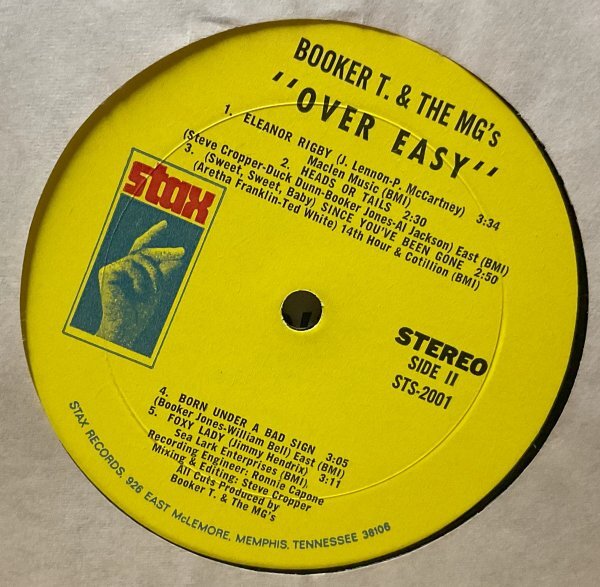 BOOKER T. & THE MG's
"OVER EASY"
1. ELEANOR RIGBY (J. Lennon-P. McCartney)
Maclen Music (BMI) 3:34
2. HEADS OR TAILS 2:30
(Steve Cropper-Duck Dunn-Booker Jones-Al Jackson) East (BMI)
3. (Sweet, Sweet, Baby) SINCE YOU'VE BEEN GONE 2:50
(Aretha Franklin-Ted White) 14th Hour & Cotillion (BMI)
stax
STEREO
SIDE II
STS-2001
4. BORN UNDER A BAD SIGN 3:05
(Booker Jones-William Bell) East (BMI)
5. FOXY LADY (Jimmy Hendrix) 3:11
Sea Lark Enterprises (BMI)
Recording Engineer: Ronnie Capone
Mixing & Editing: Steve Cropper
All Cuts Produced by
Booker T. & The MG's
STAX RECORDS, 926 EAST McLEMORE, MEMPHIS, TENNESSEE 38106